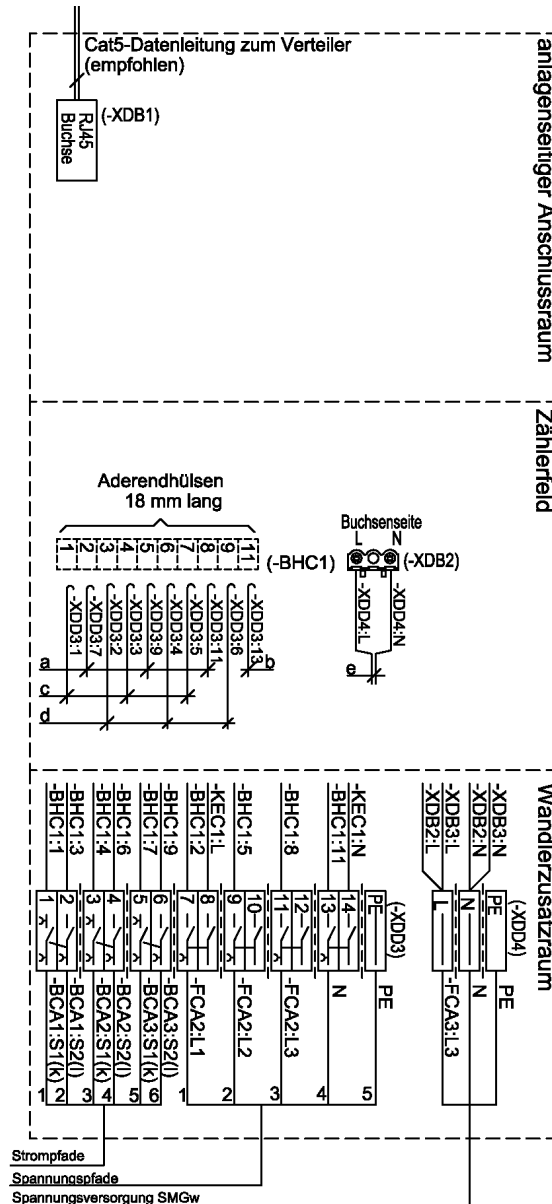 Cat5-Datenleitung zum Verteiler
(empfohlen)
RJ45
Buchse
(-XDB1)
anlagenseitiger Anschlussraum
Zählerfeld
Aderendhülsen
18 mm lang
1 2 3 4 5 6 7 8 9 11
(-BHC1)
Buchsenseite
L N
(-XDB2)
-XDD3:1
-XDD3:7
-XDD3:2
-XDD3:3
-XDD3:9
-XDD3:4
-XDD3:5
-XDD3:11
-XDD3:6
-XDD3:13
-XDD4:L
-XDD4:N
a
b
c
d
e
Wandlerzusatzraum
-BHC1:1
-BHC1:3
-BHC1:4
-BHC1:6
-BHC1:7
-BHC1:9
-BHC1:2
-KEC1:L
-BHC1:5
-BHC1:8
-BHC1:11
-KEC1:N
-XDB2:L
-XDB3:L
-XDB2:N
-XDB3:N
1 2 3 4 5 6 7 8 9 10 11 12 13 14 PE
(-XDD3)
L N PE
(-XDD4)
-BCA1:S1(k)
-BCA1:S2(l)
-BCA2:S1(k)
-BCA2:S2(l)
-BCA3:S1(k)
-BCA3:S2(l)
-FCA2:L1
-FCA2:L2
-FCA2:L3
N
PE
-FCA3:L3
N
PE
1 2 3 4 5 6 1 2 3 4 5
Strompfade
Spannungspfade
Spannungsversorgung SMGw